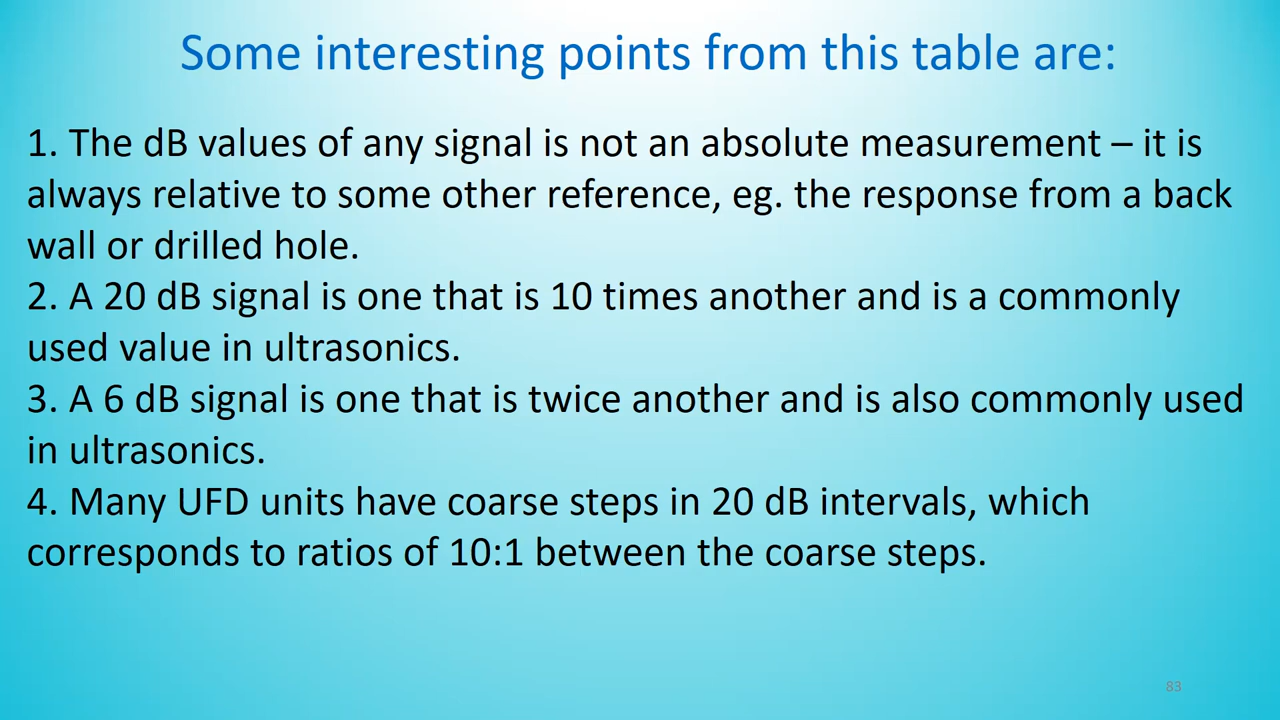 Some interesting points from this table are:
1. The dB values of any signal is not an absolute measurement – it is
always relative to some other reference, eg. the response from a back
wall or drilled hole.
2. A 20 dB signal is one that is 10 times another and is a commonly
used value in ultrasonics.
3. A 6 dB signal is one that is twice another and is also commonly used
in ultrasonics.
4. Many UFD units have coarse steps in 20 dB intervals, which
corresponds to ratios of 10:1 between the coarse steps.
83